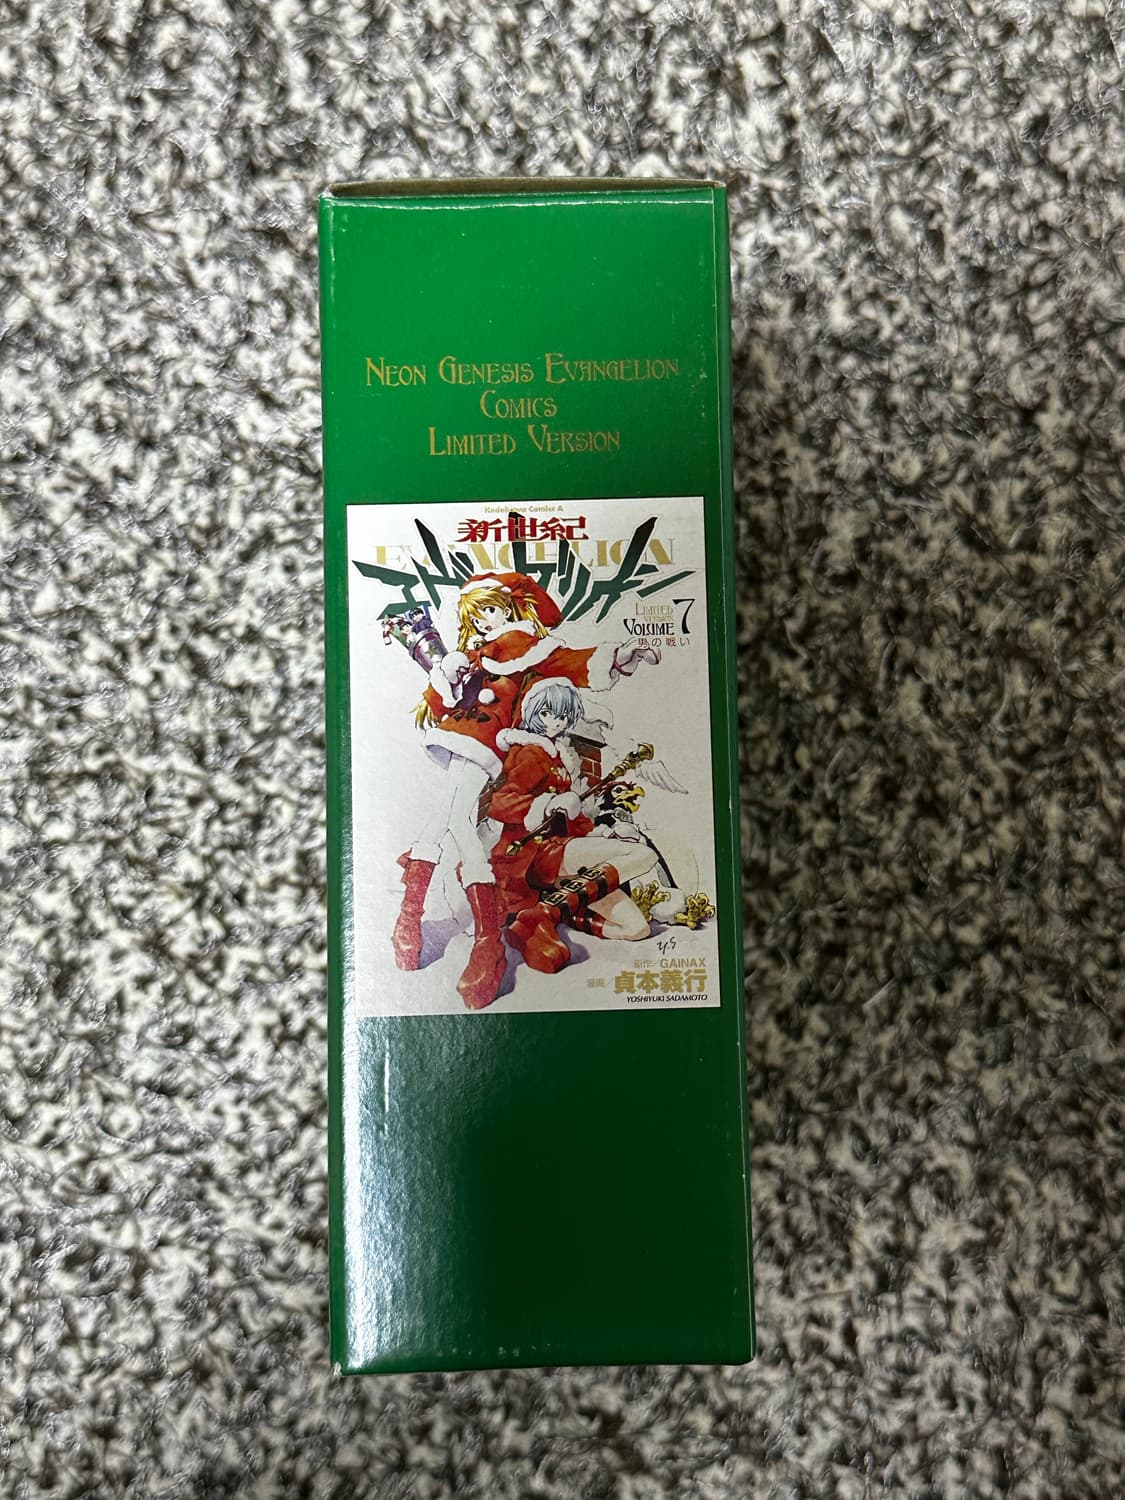 NEON GENESIS EVANGELION
COMICS
LIMITED VERSION
Kadokawa Comics A
新世紀
EVANGELION
エヴァンゲリオン
LIMITED
VERSION
VOLUME 7
男の戦い
y.S
原作/GAINAX
漫画/貞本義行
YOSHIYUKI SADAMOTO